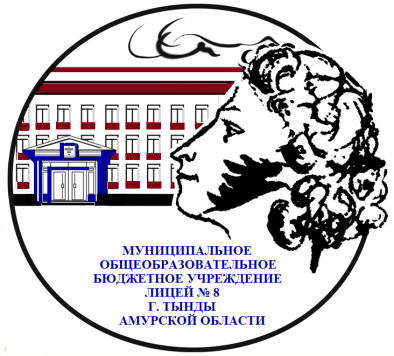 МУНИЦИПАЛЬНОЕ
ОБЩЕОБРАЗОВАТЕЛЬНОЕ
БЮДЖЕТНОЕ УЧРЕЖДЕНИЕ
ЛИЦЕЙ № 8
Г. ТЫНДЫ
АМУРСКОЙ ОБЛАСТИ